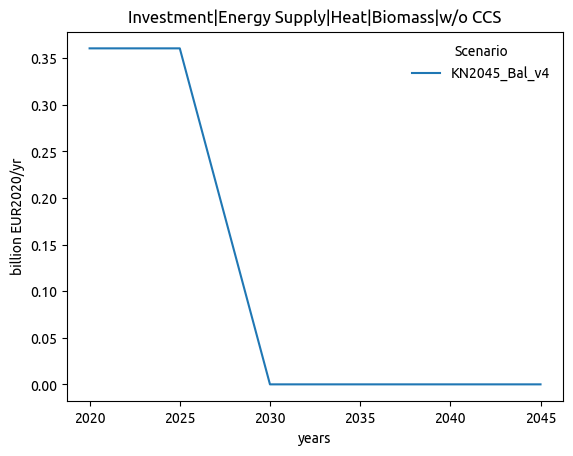 Investment|Energy Supply|Heat|Biomass|w/o CCS
Scenario
KN2045_Bal_v4
billion EUR2020/yr
0.35
0.30
0.25
0.20
0.15
0.10
0.05
0.00
2020 2025 2030 2035 2040 2045
years